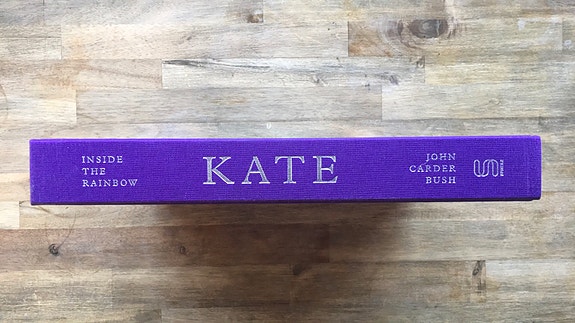 INSIDE
THE
RAINBOW
KATE
JOHN
CARDER
BUSH